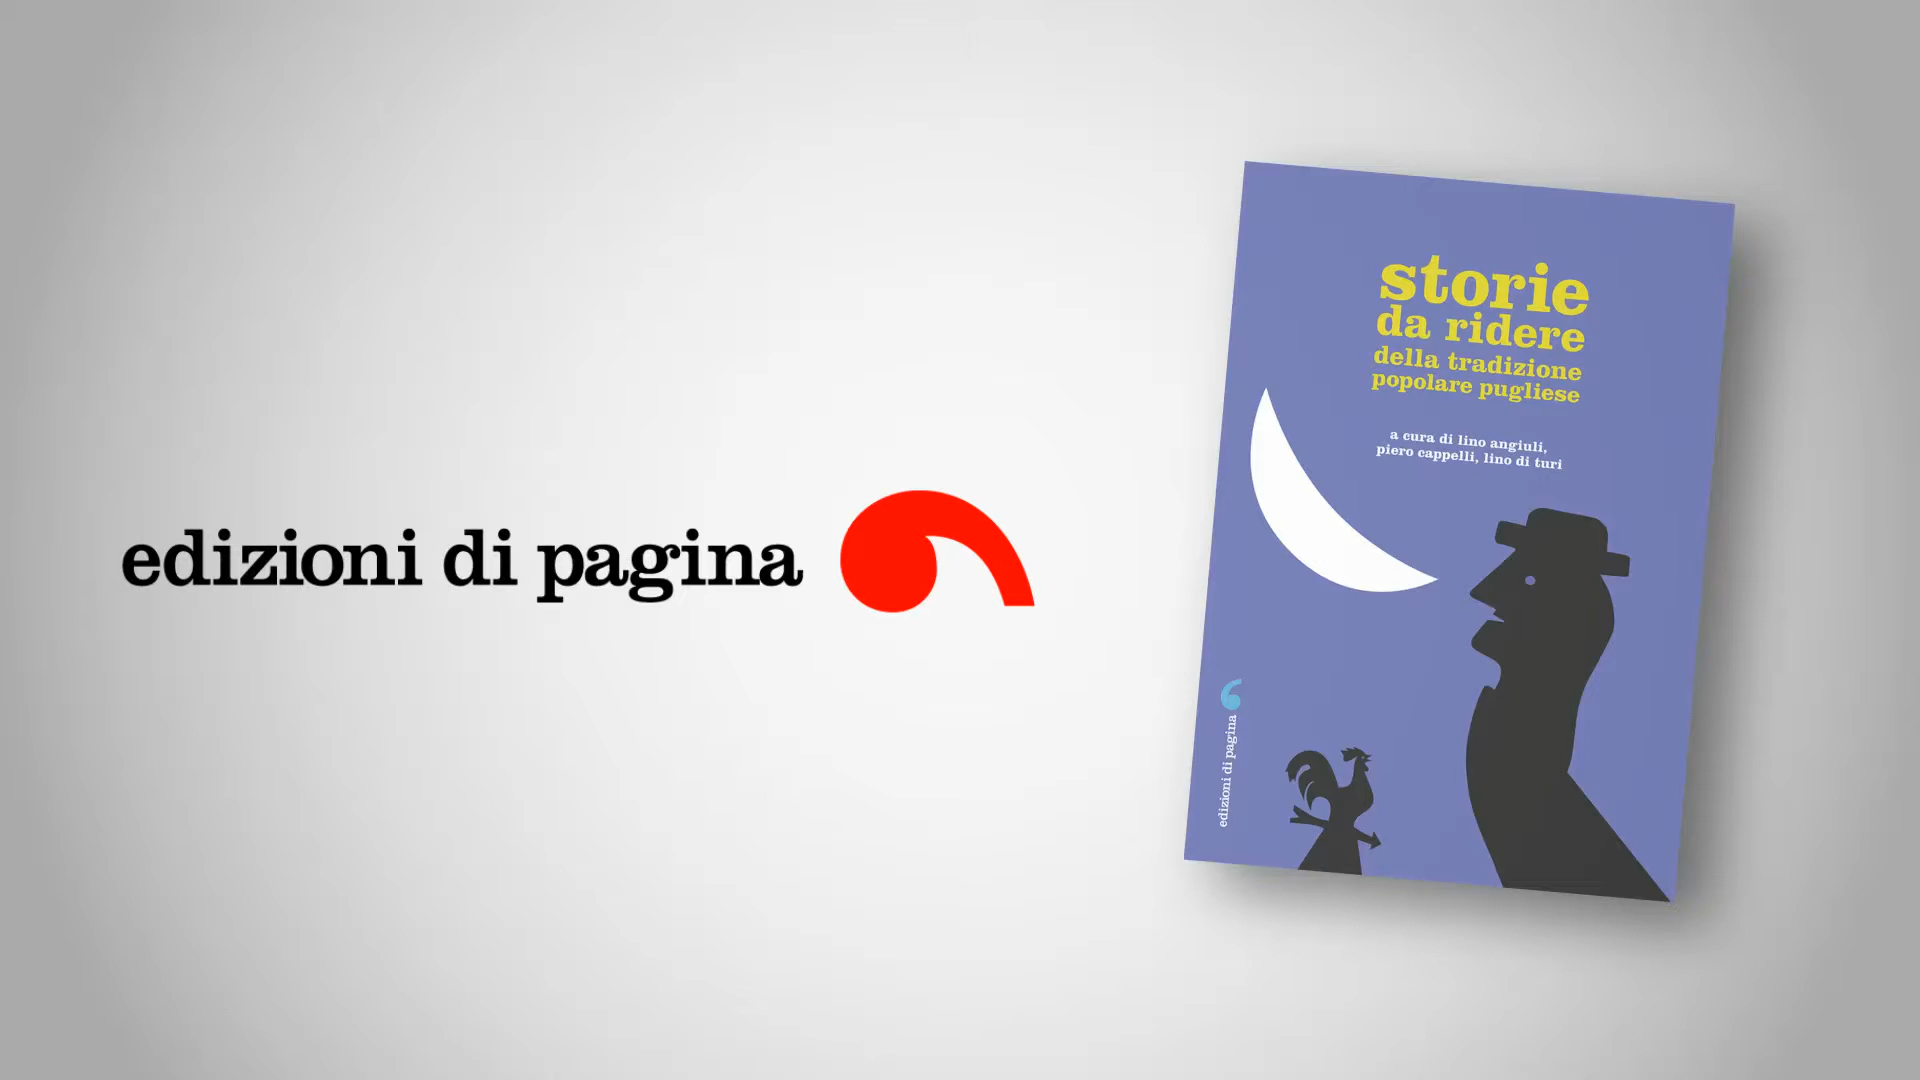 edizioni di pagina
storie
da ridere
della tradizione
popolare pugliese
a cura di lino angiuli,
piero cappelli, lino di turi
edizioni di pagina